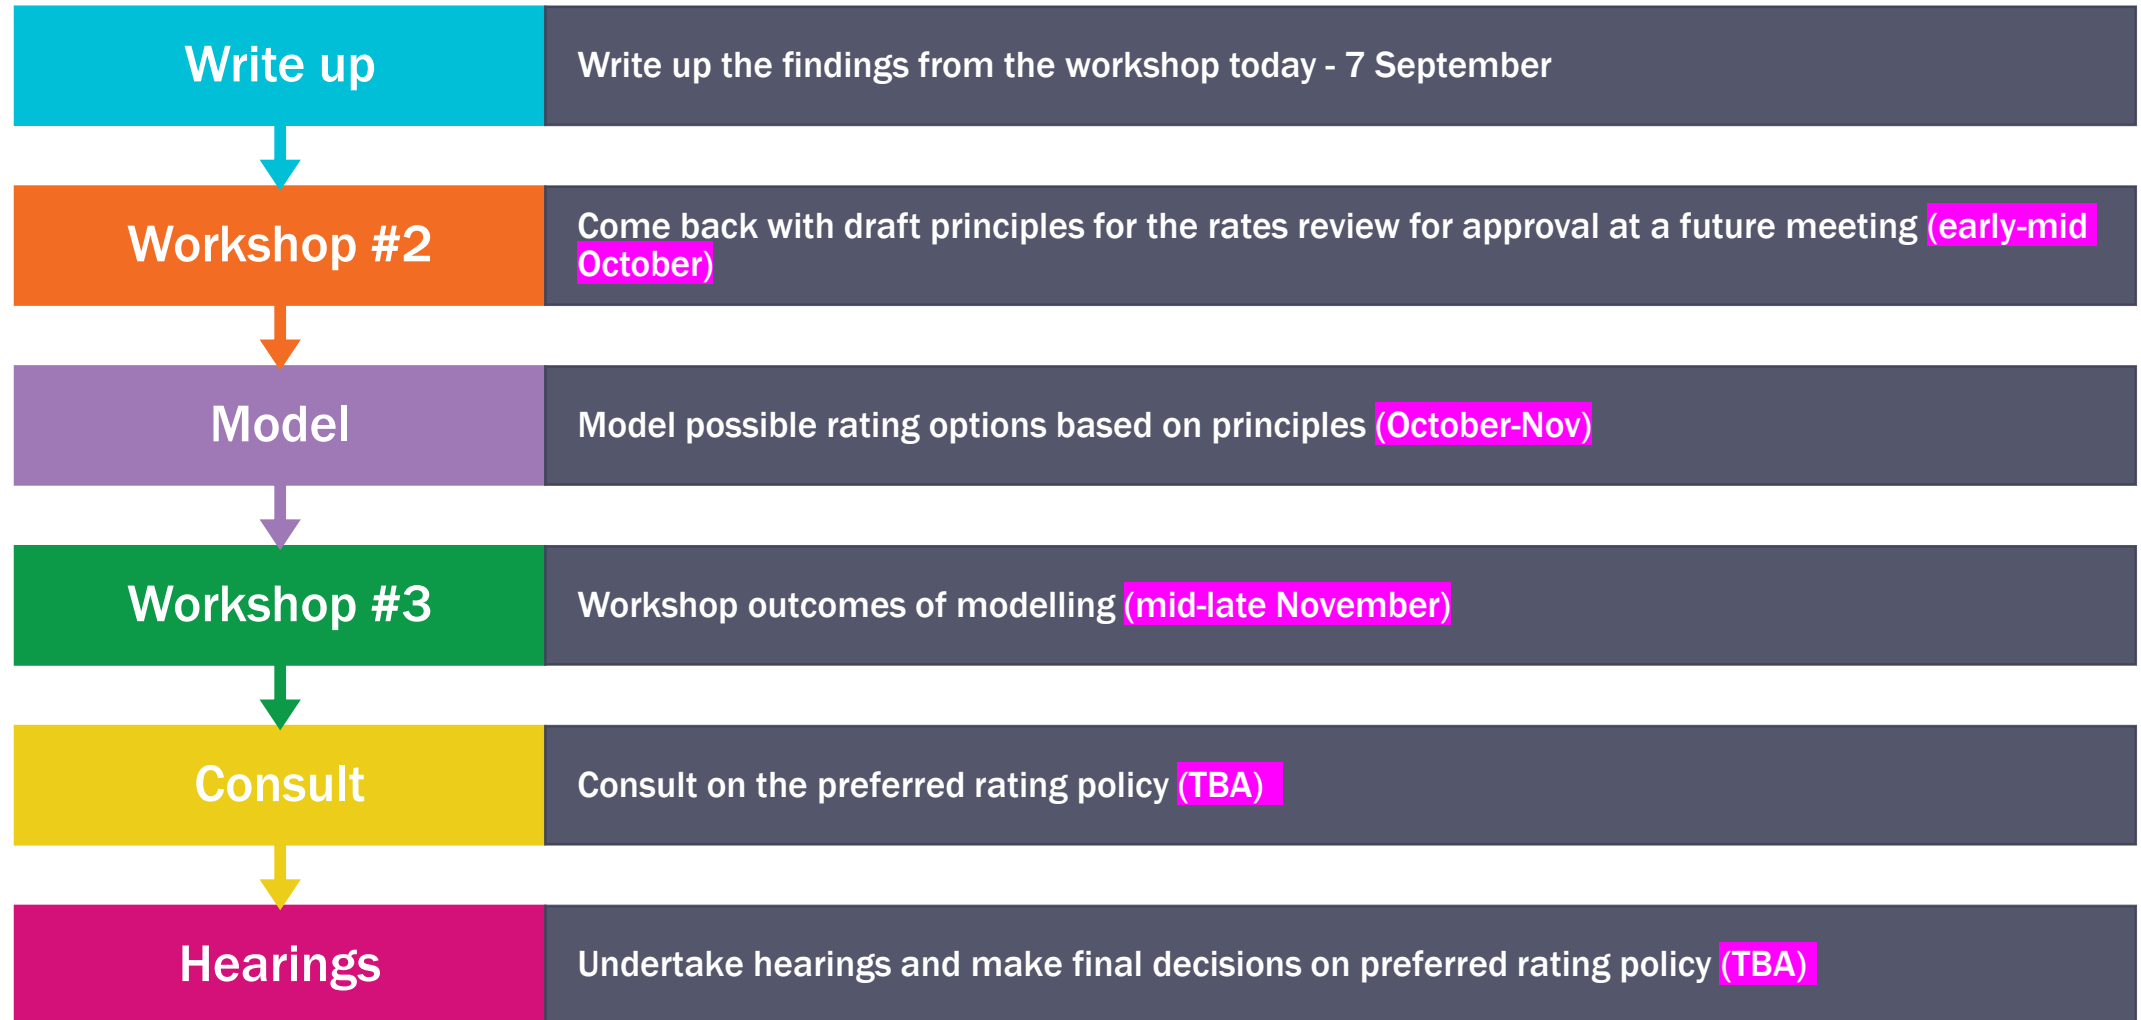 Write up
Write up the findings from the workshop today - 7 September
Workshop #2
Come back with draft principles for the rates review for approval at a future meeting (early-mid
October)
Model
Model possible rating options based on principles (October-Nov)
Workshop #3
Workshop outcomes of modelling (mid-late November)
Consult
Consult on the preferred rating policy (TBA)
Hearings
Undertake hearings and make final decisions on preferred rating policy (TBA)